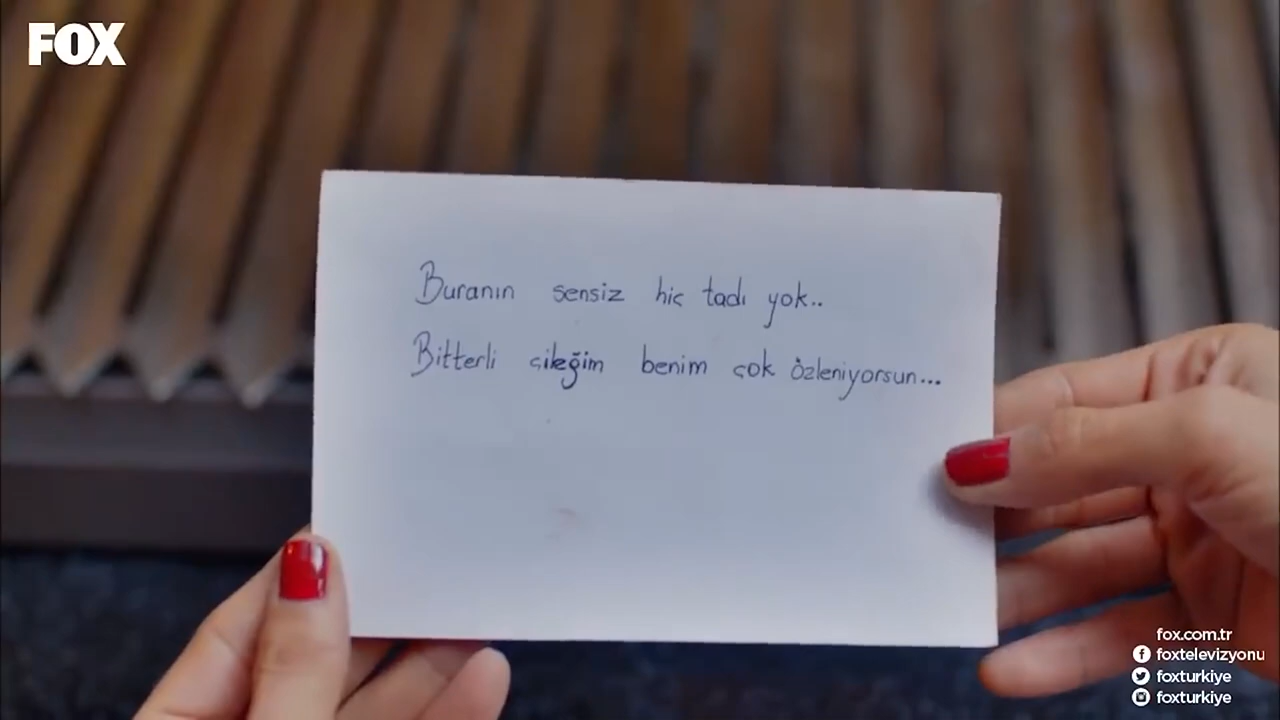 FOX
Buranın sensiz hiç tadı yok..
Bitterli çileğim benim çok özleniyorsun...
fox.com.tr
foxtelevizyonu
foxturkiye
foxturkiye